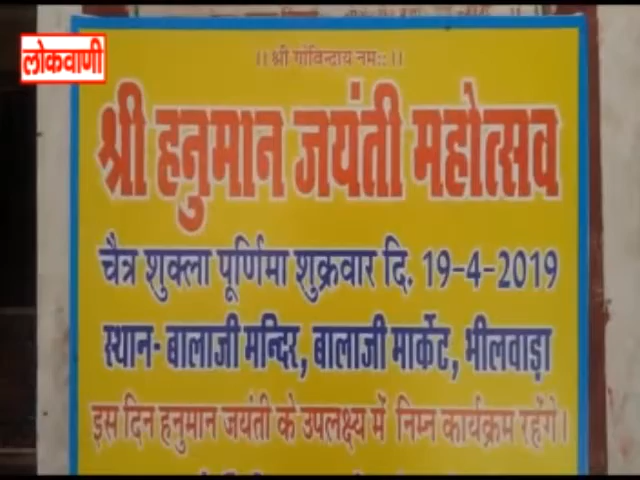 लोकवाणी
।। श्री गोविन्दाय नमः ।।
श्री हनुमान जयंती महोत्सव
चैत्र शुक्ला पूर्णिमा शुक्रवार दि. 19-4-2019
स्थान- बालाजी मन्दिर, बालाजी मार्केट, भीलवाड़ा
इस दिन हनुमान जयंती के उपलक्ष्य में निम्न कार्यक्रम रहेंगे।